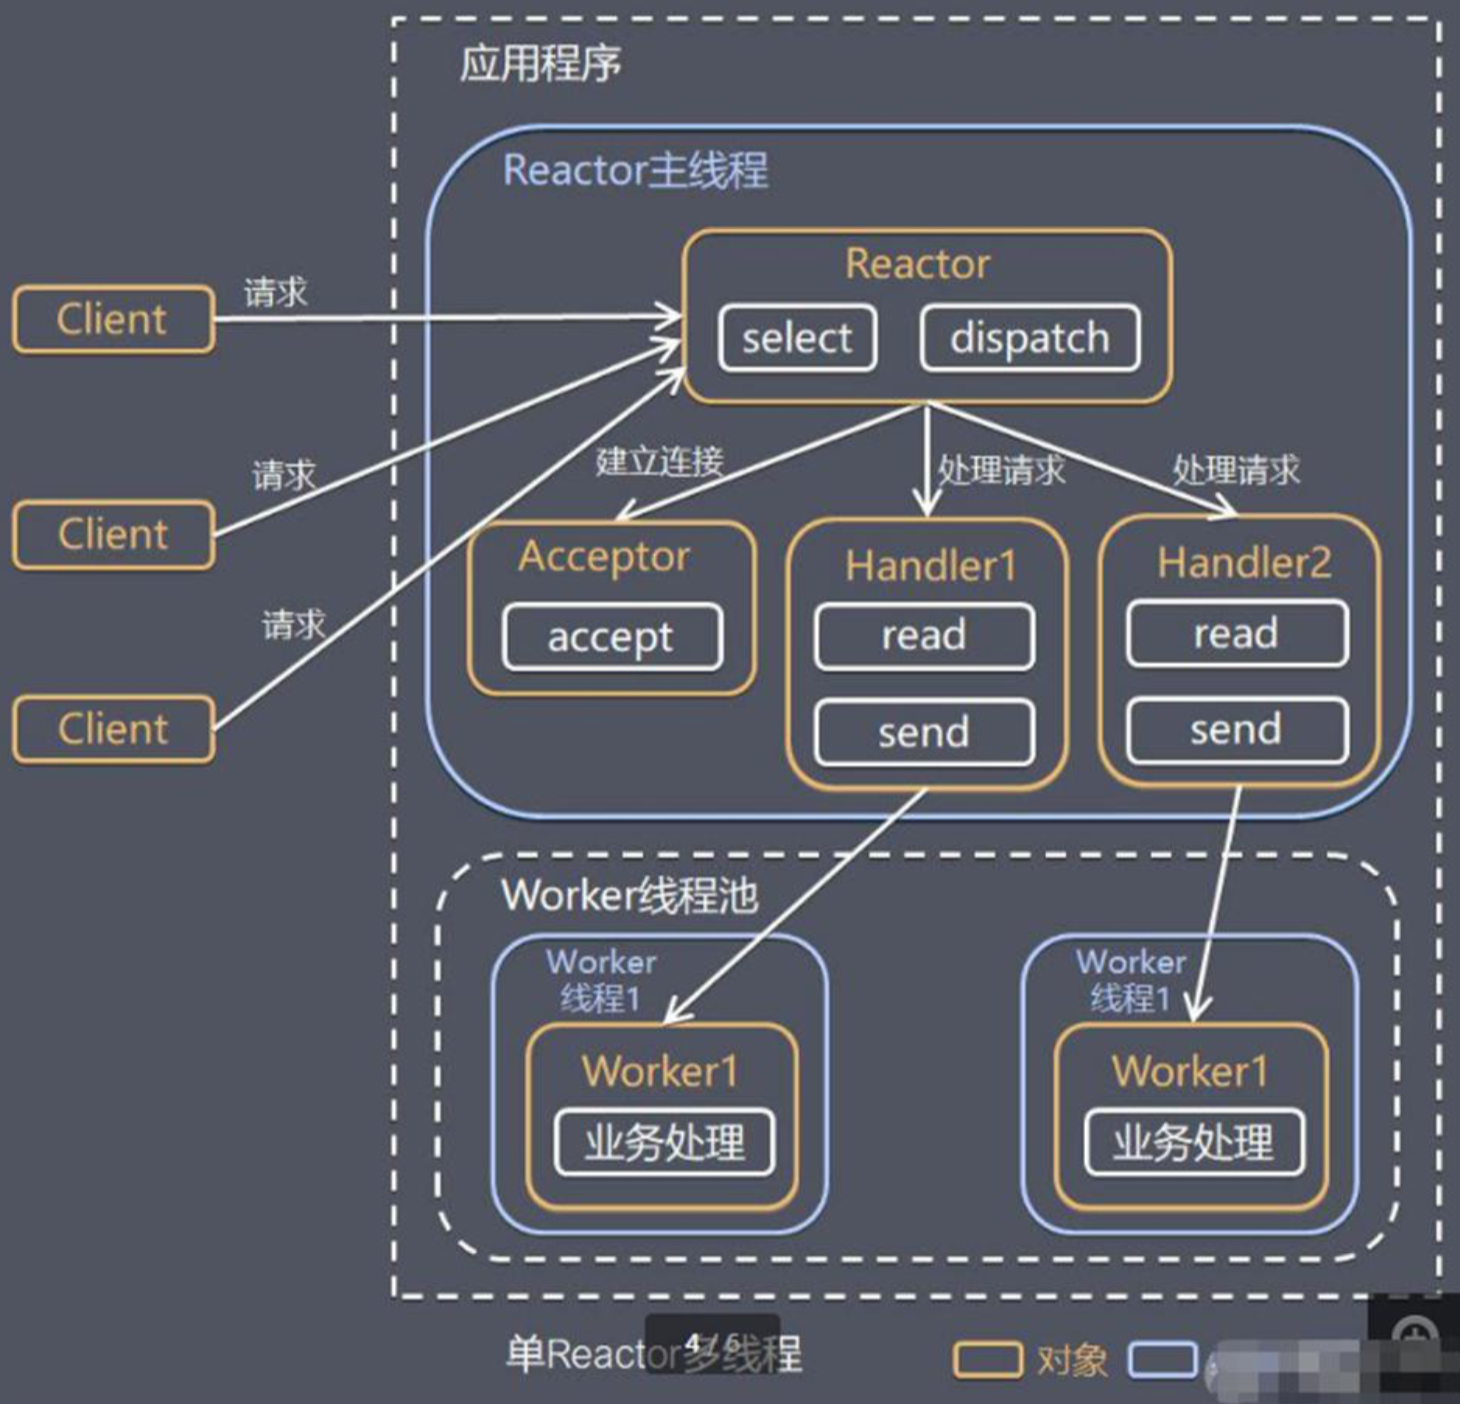 应用程序
Reactor主线程
Reactor
select
dispatch
Client
请求
Client
请求
Client
请求
建立连接
处理请求
处理请求
Acceptor
accept
Handler1
read
send
Handler2
read
send
Worker线程池
Worker
线程1
Worker1
业务处理
Worker
线程1
Worker1
业务处理
单Reactor多线程
4 / 6
对象